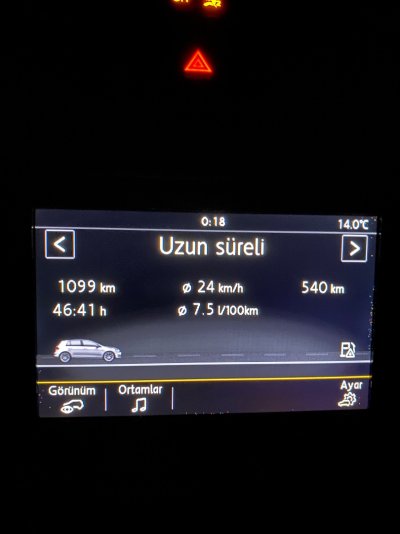 0:18 14.0°C
Uzun süreli
1099 km ø 24 km/h 540 km
46:41 h ø 7.5 l/100km
Görünüm Ortamlar Ayar